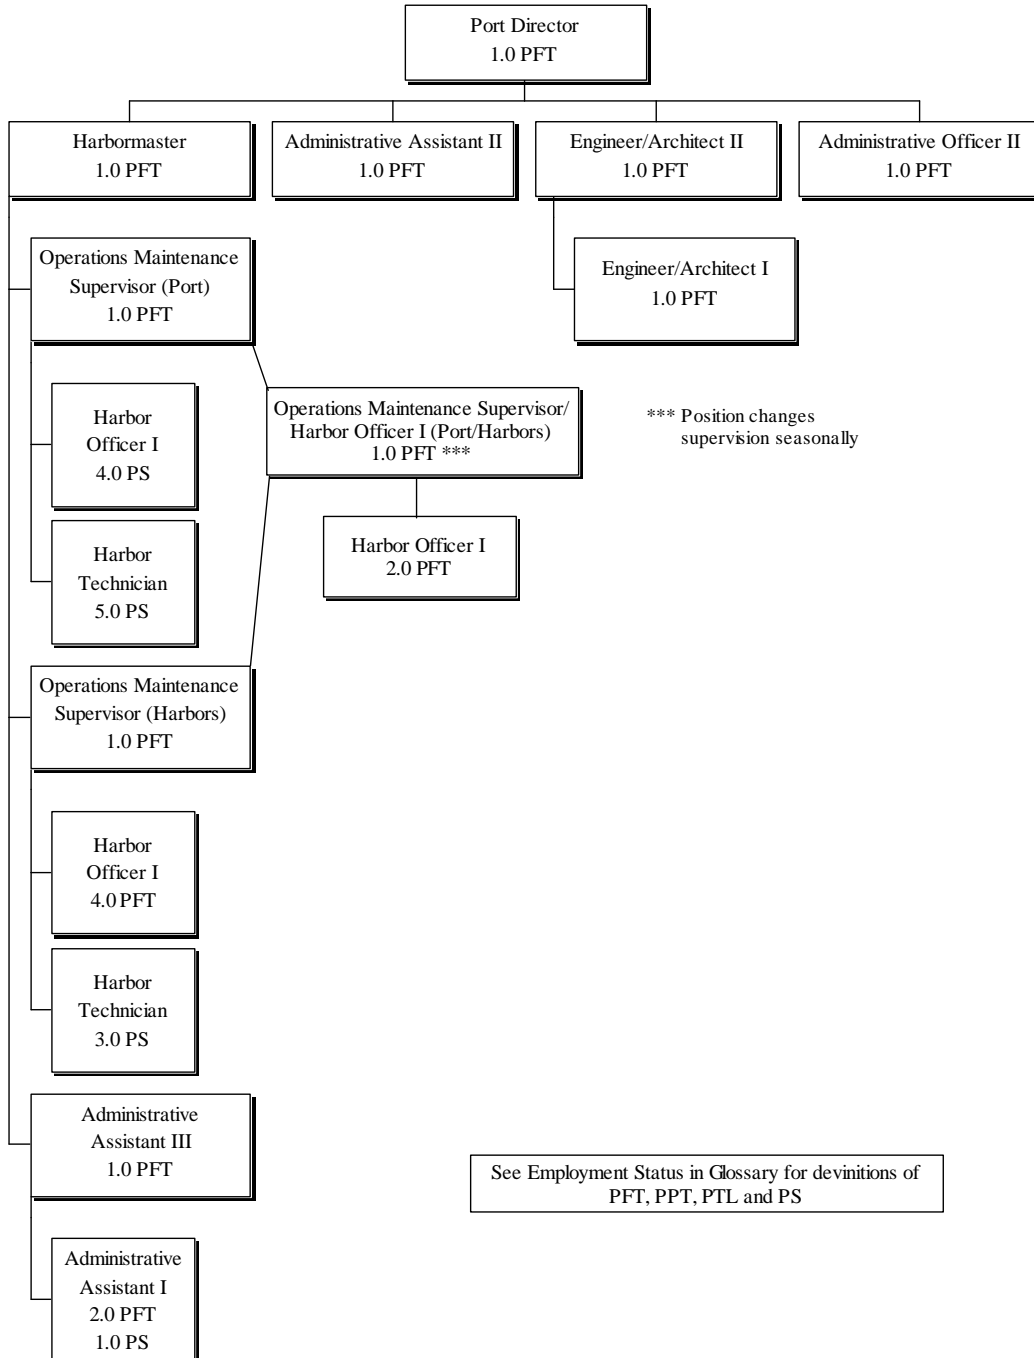 Port Director
1.0 PFT
Harbormaster
1.0 PFT
Administrative Assistant II
1.0 PFT
Engineer/Architect II
1.0 PFT
Administrative Officer II
1.0 PFT
Operations Maintenance
Supervisor (Port)
1.0 PFT
Engineer/Architect I
1.0 PFT
Harbor
Officer I
4.0 PS
Operations Maintenance Supervisor/
Harbor Officer I (Port/Harbors)
1.0 PFT ***
*** Position changes
supervision seasonally
Harbor
Technician
5.0 PS
Harbor Officer I
2.0 PFT
Operations Maintenance
Supervisor (Harbors)
1.0 PFT
Harbor
Officer I
4.0 PFT
Harbor
Technician
3.0 PS
Administrative
Assistant III
1.0 PFT
See Employment Status in Glossary for devinitions of
PFT, PPT, PTL and PS
Administrative
Assistant I
2.0 PFT
1.0 PS